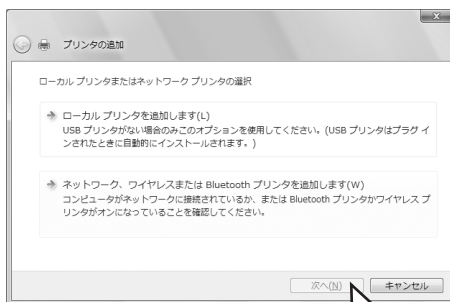 プリンタの追加
ローカル プリンタまたはネットワーク プリンタの選択
ローカル プリンタを追加します(L)
USB プリンタがない場合のみこのオプションを使用してください。(USB プリンタはプラグ イ
ンされたときに自動的にインストールされます。)
ネットワーク、ワイヤレスまたは Bluetooth プリンタを追加します(W)
コンピュータがネットワークに接続されているか、または Bluetooth プリンタかワイヤレス プ
リンタがオンになっていることを確認してください。
次へ(N) キャンセル